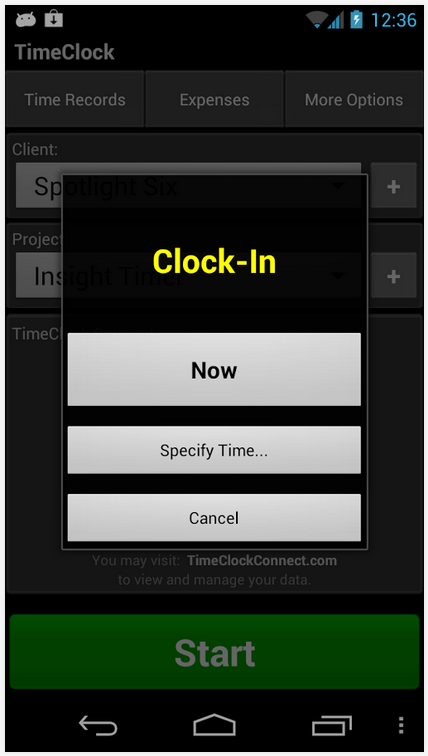 12:36
TimeClock
Time Records
Expenses
More Options
Client:
Spotlight Six
+
Project
Insight Timer
+
TimeCl
Clock-In
Now
Specify Time...
Cancel
You may visit: TimeClockConnect.com
to view and manage your data.
Start